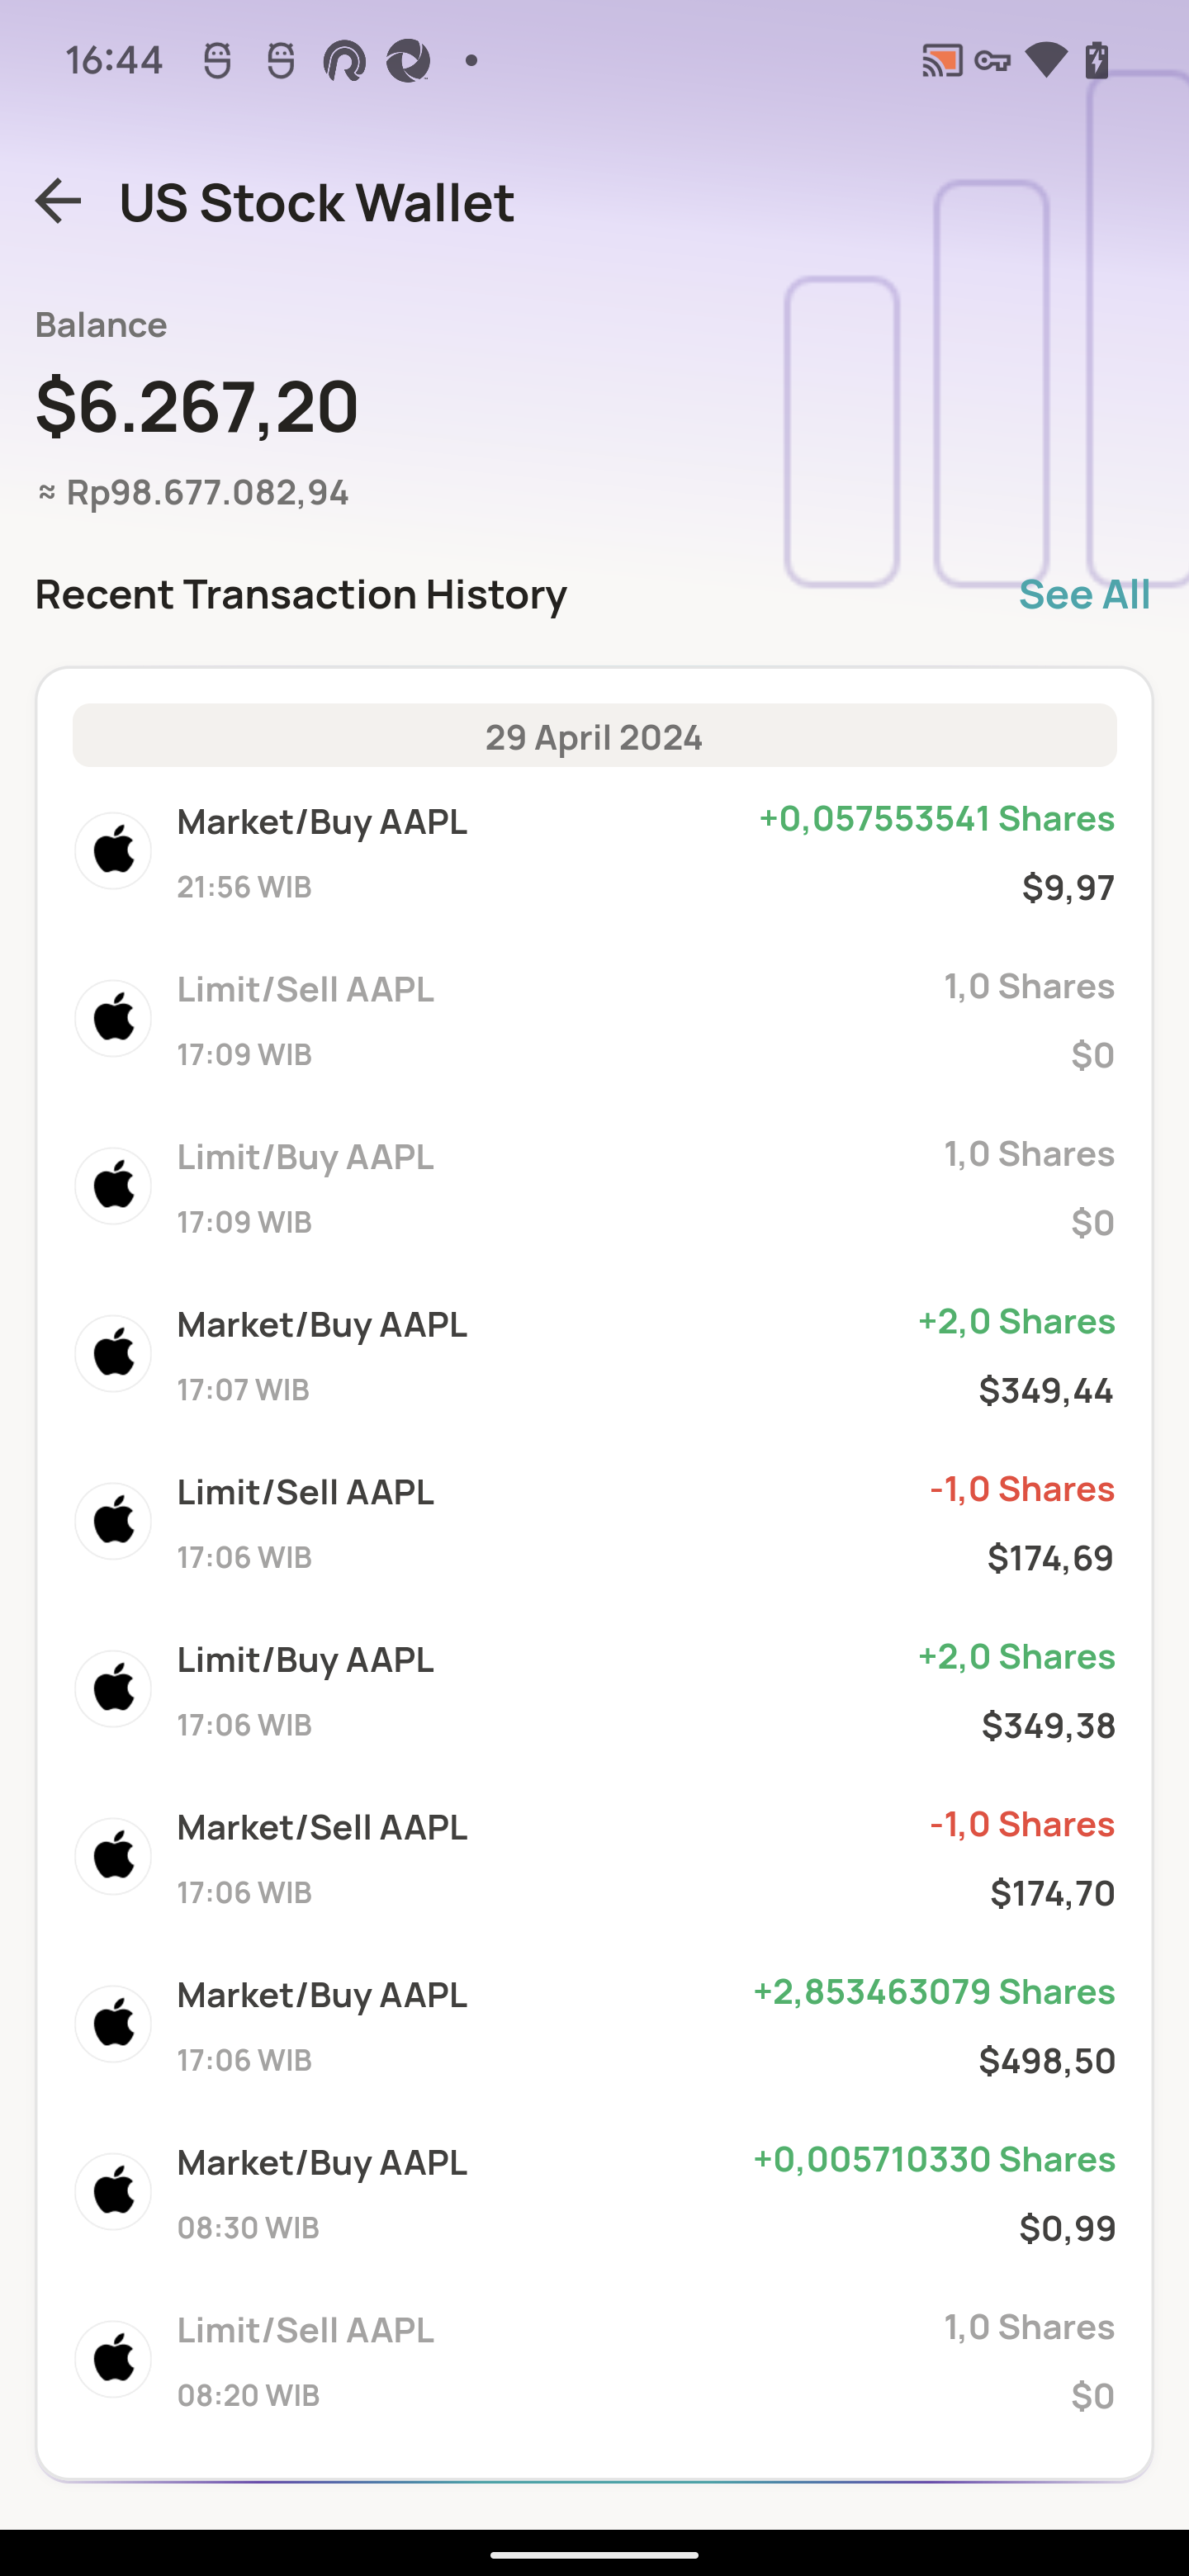 16:44
US Stock Wallet
Balance
$6.267,20
≈ Rp98.677.082,94
Recent Transaction History
See All
29 April 2024
Market/Buy AAPL
+0,057553541 Shares
21:56 WIB
$9,97
Limit/Sell AAPL
1,0 Shares
17:09 WIB
$0
Limit/Buy AAPL
1,0 Shares
17:09 WIB
$0
Market/Buy AAPL
+2,0 Shares
17:07 WIB
$349,44
Limit/Sell AAPL
-1,0 Shares
17:06 WIB
$174,69
Limit/Buy AAPL
+2,0 Shares
17:06 WIB
$349,38
Market/Sell AAPL
-1,0 Shares
17:06 WIB
$174,70
Market/Buy AAPL
+2,853463079 Shares
17:06 WIB
$498,50
Market/Buy AAPL
+0,005710330 Shares
08:30 WIB
$0,99
Limit/Sell AAPL
1,0 Shares
08:20 WIB
$0